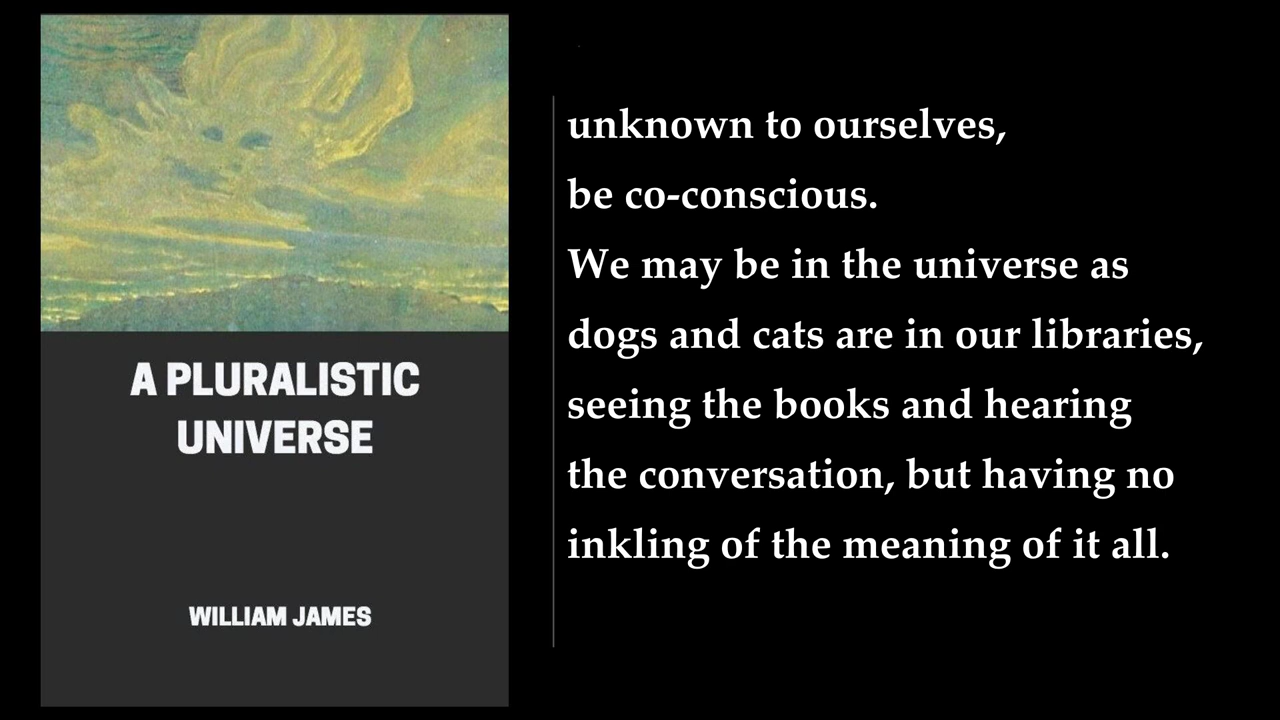 A PLURALISTIC
UNIVERSE
WILLIAM JAMES
unknown to ourselves,
be co-conscious.
We may be in the universe as
dogs and cats are in our libraries,
seeing the books and hearing
the conversation, but having no
inkling of the meaning of it all.